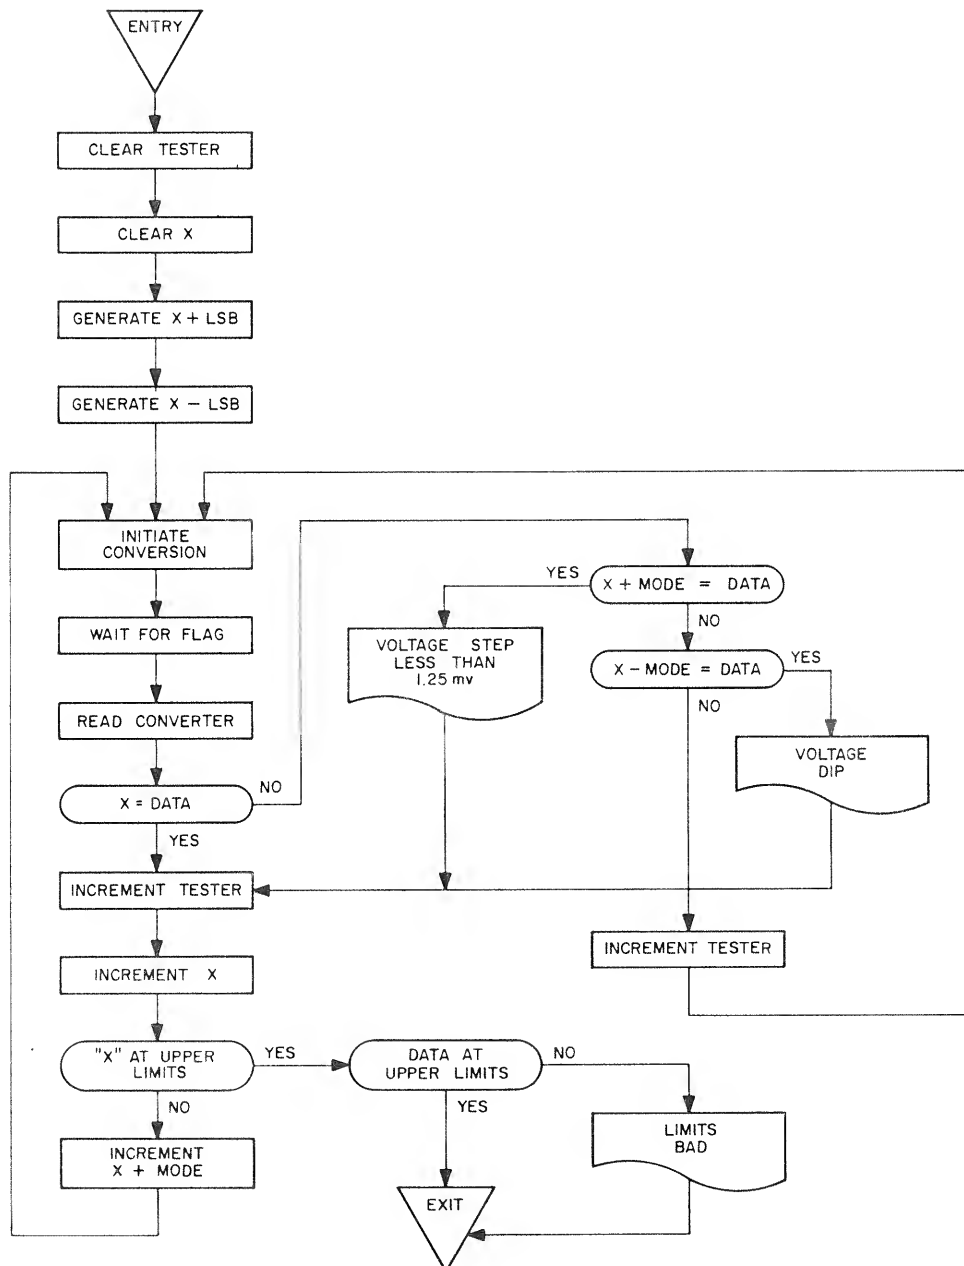 ENTRY
CLEAR TESTER
CLEAR X
GENERATE X + LSB
GENERATE X – LSB
INITIATE
CONVERSION
WAIT FOR FLAG
READ CONVERTER
X = DATA
NO
YES
X + MODE = DATA
YES
NO
VOLTAGE STEP
LESS THAN
1.25 mv
X – MODE = DATA
YES
NO
VOLTAGE
DIP
INCREMENT TESTER
INCREMENT TESTER
INCREMENT X
"X" AT UPPER
LIMITS
YES
NO
DATA AT
UPPER LIMITS
NO
YES
LIMITS
BAD
INCREMENT
X + MODE
EXIT